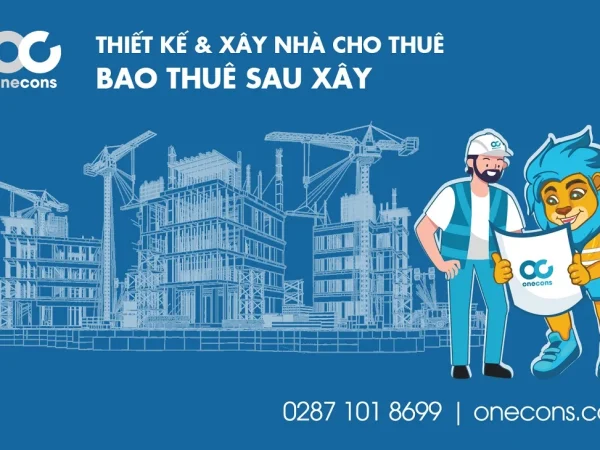 onecons
THIẾT KẾ & XÂY NHÀ CHO THUÊ
BAO THUÊ SAU XÂY
onecons
0287 101 8699 | onecons.co